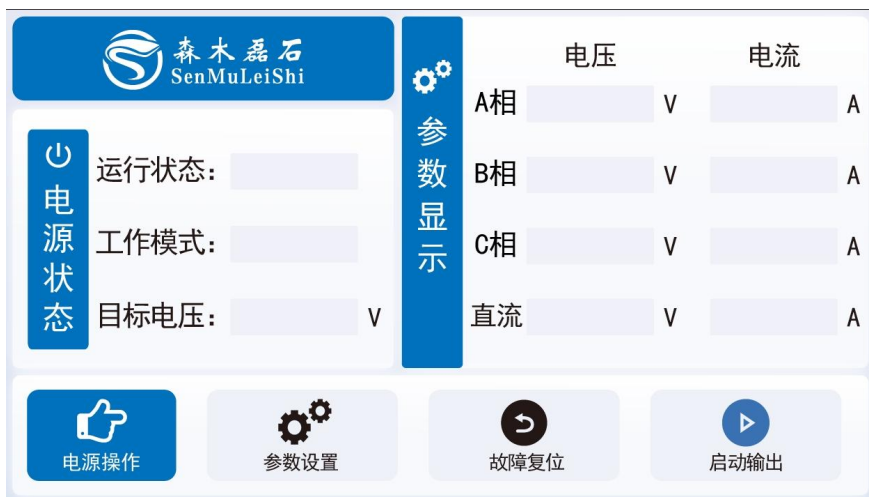 森木磊石
SenMuLeiShi
电源状态
运行状态：
工作模式：
目标电压： V
参数显示
电压 电流
A相 V A
B相 V A
C相 V A
直流 V A
电源操作
参数设置
故障复位
启动输出